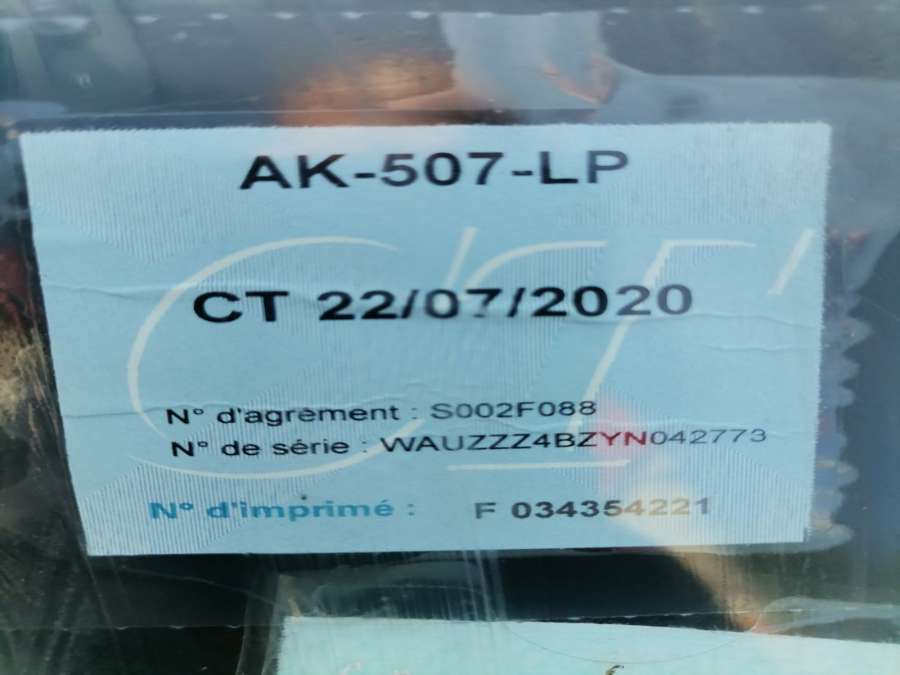 AK-507-LP
CT 22/07/2020
N° d'agrément : S002F088
N° de série : WAUZZZ4BZYN042773
N° d'imprimé : F 034354221